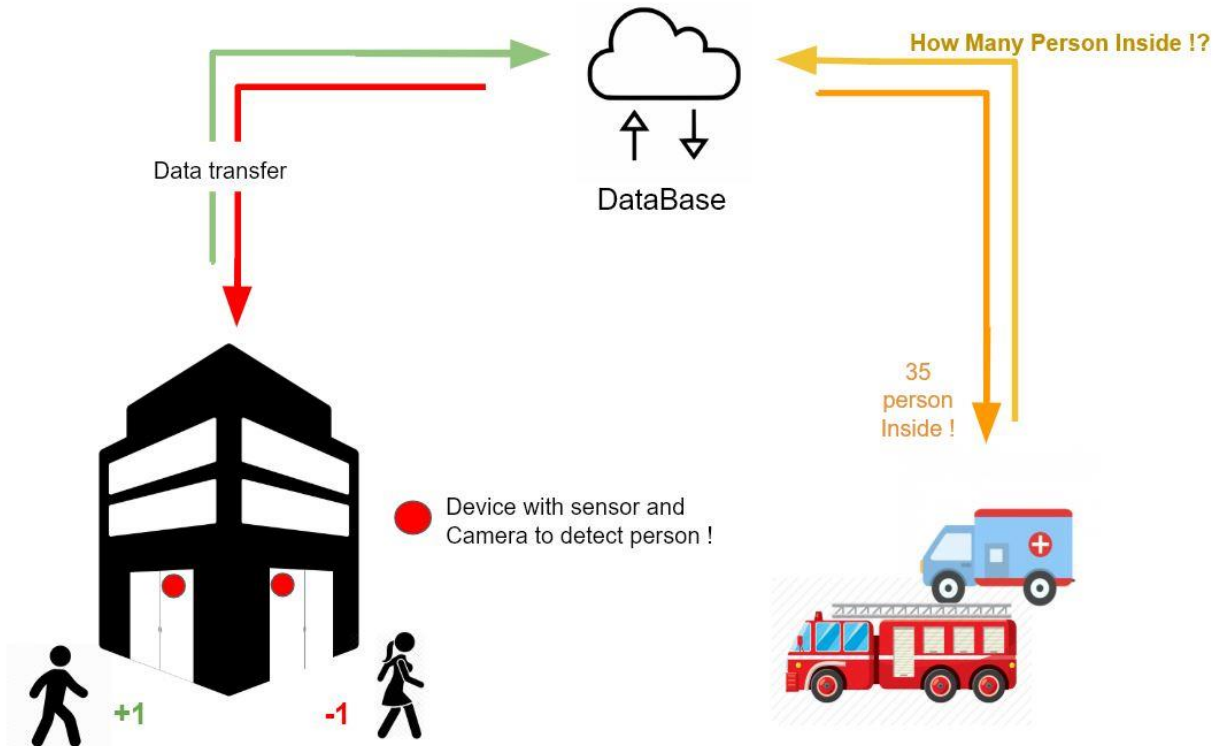 How Many Person Inside !?
Data transfer
DataBase
35
person
Inside !
Device with sensor and
Camera to detect person !
+1
-1